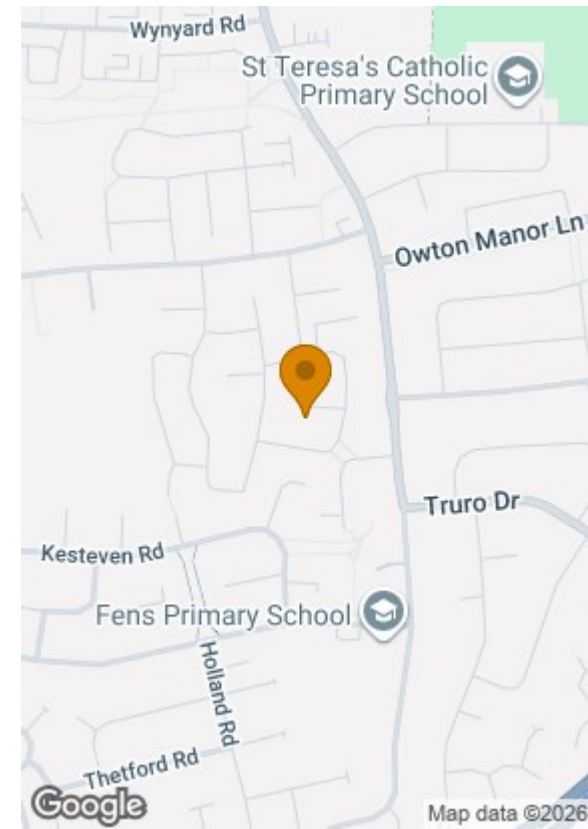 Wynyard Rd
St Teresa's Catholic
Primary School
Owton Manor Ln
Truro Dr
Kesteven Rd
Fens Primary School
Holland Rd
Thetford Rd
Google
Map data ©2026